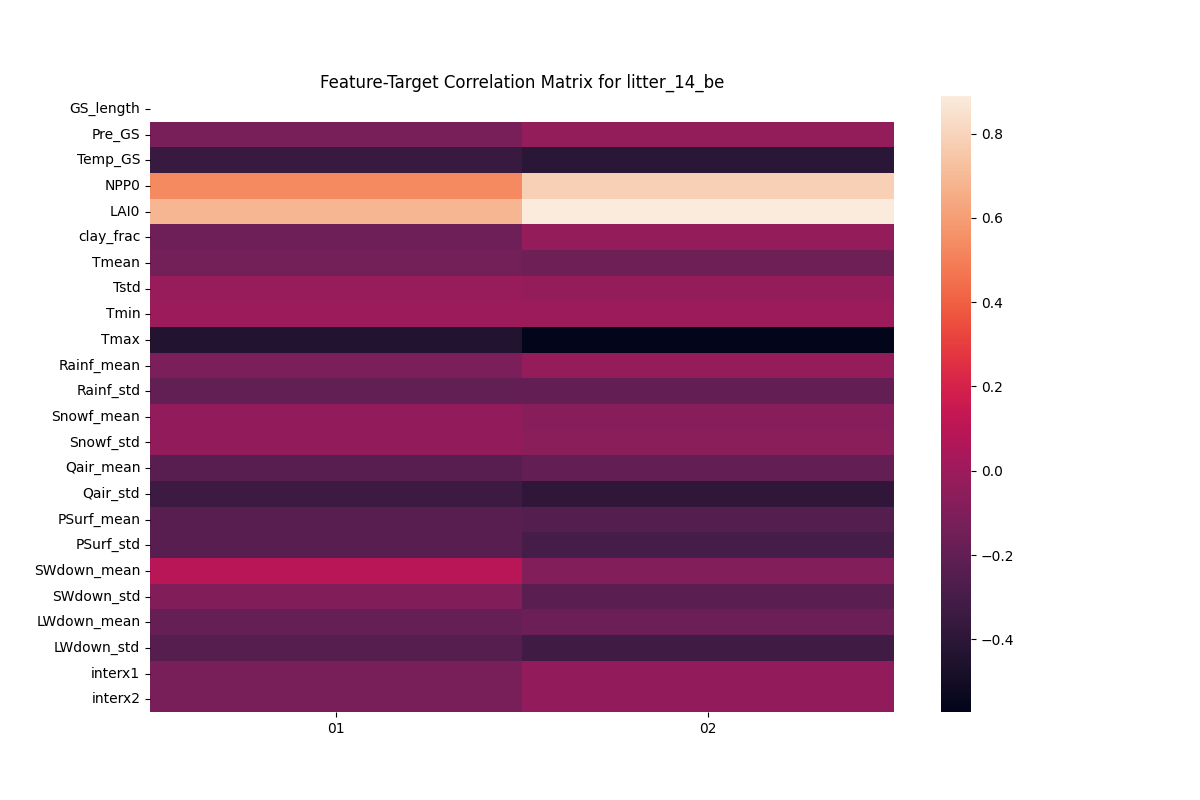 Feature-Target Correlation Matrix for litter_14_be
GS_length
Pre_GS
Temp_GS
NPP0
LAI0
clay_frac
Tmean
Tstd
Tmin
Tmax
Rainf_mean
Rainf_std
Snowf_mean
Snowf_std
Qair_mean
Qair_std
PSurf_mean
PSurf_std
SWdown_mean
SWdown_std
LWdown_mean
LWdown_std
interx1
interx2
01
02
0.8
0.6
0.4
0.2
0.0
−0.2
−0.4